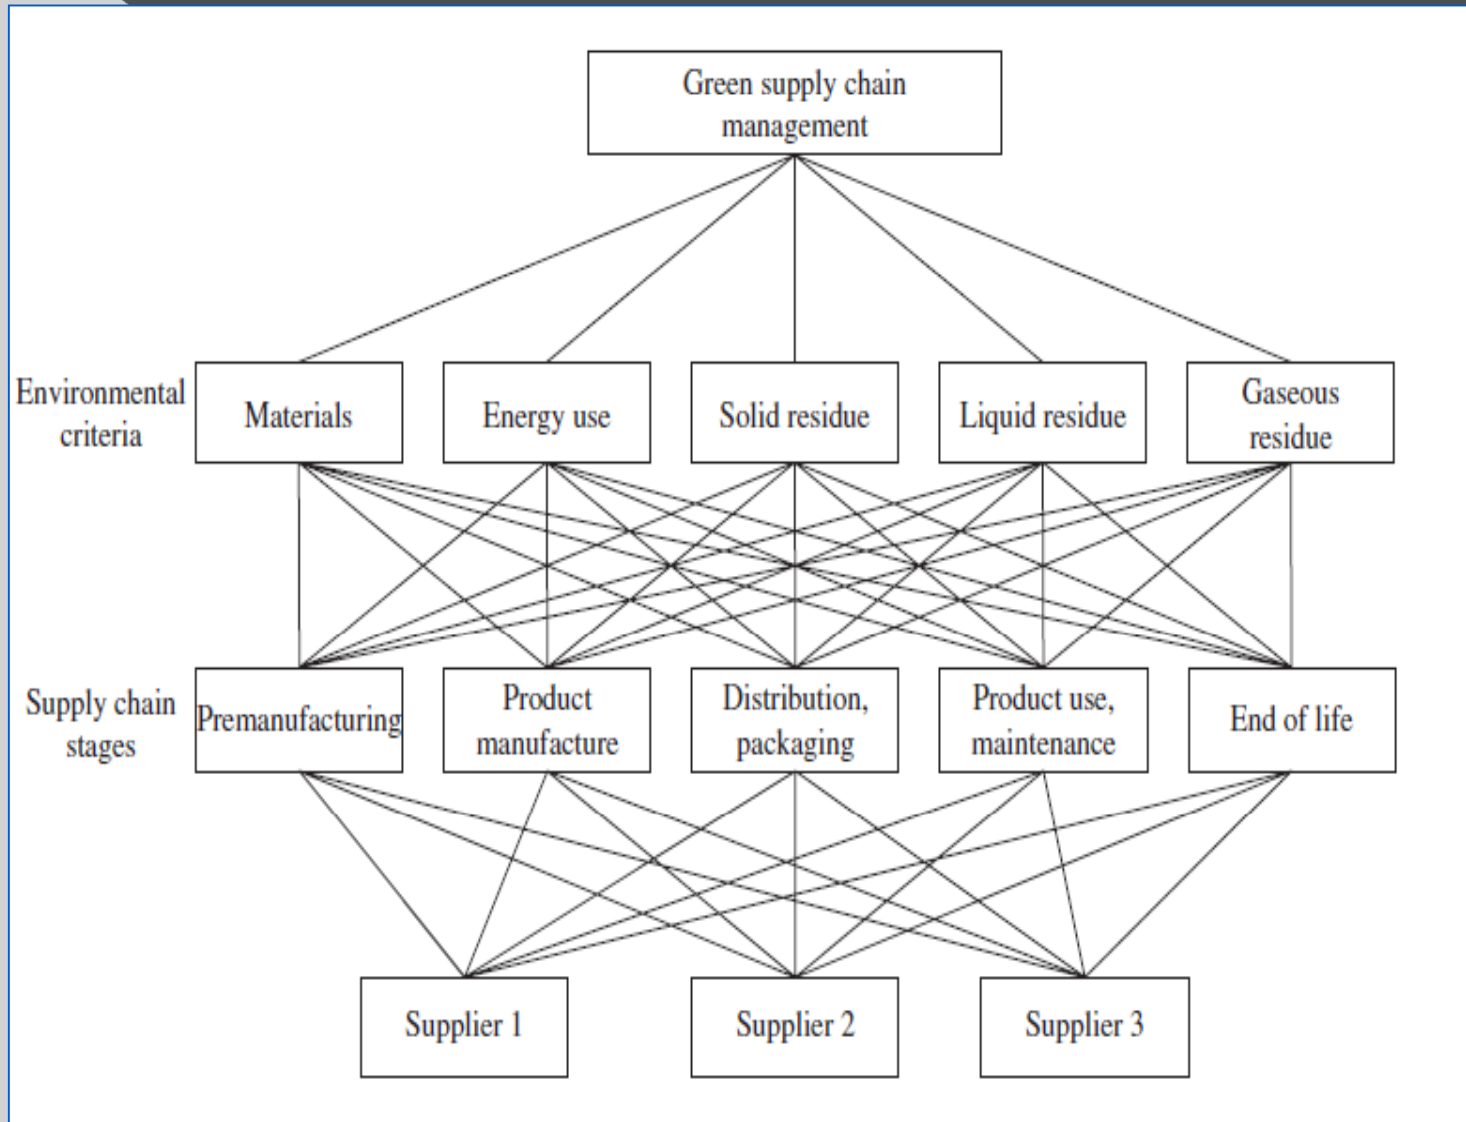 Green supply chain
management
Environmental
criteria
Materials
Energy use
Solid residue
Liquid residue
Gaseous
residue
Supply chain
stages
Premanufacturing
Product
manufacture
Distribution,
packaging
Product use,
maintenance
End of life
Supplier 1
Supplier 2
Supplier 3